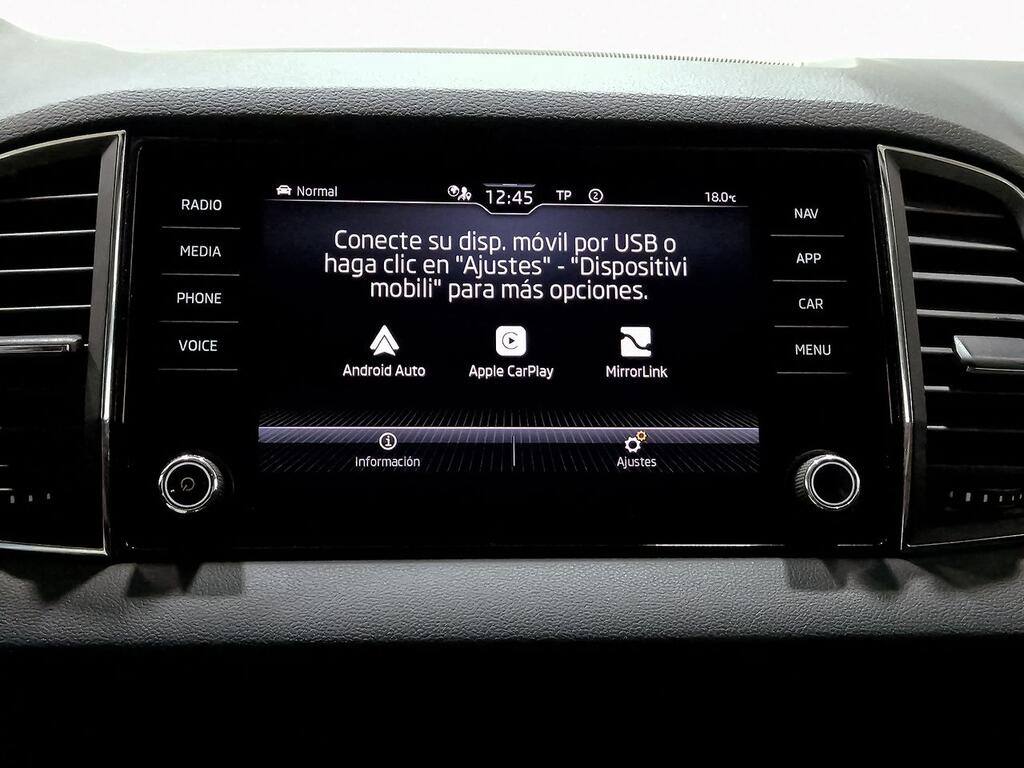 Normal
12:45
TP
2
18.0°C
RADIO
MEDIA
PHONE
VOICE
Conecte su disp. móvil por USB o
haga clic en "Ajustes" - "Dispositivi
mobili" para más opciones.
Android Auto
Apple CarPlay
MirrorLink
Información
Ajustes
NAV
APP
CAR
MENU